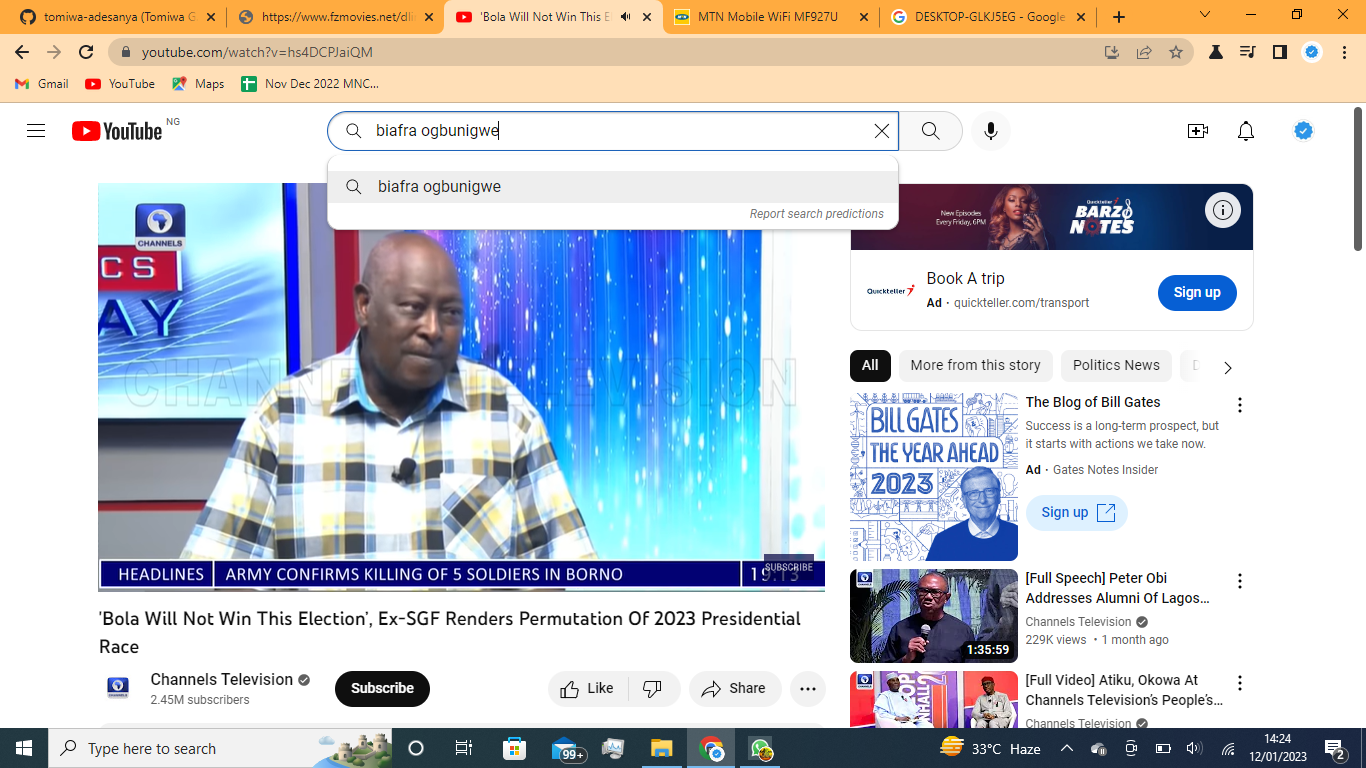 tomiwa-adesanya (Tomiwa G
https://www.fzmovies.net/dli
'Bola Will Not Win This E
MTN Mobile WiFi MF927U
DESKTOP-GLKJ5EG - Google
youtube.com/watch?v=hs4DCPJaiQM
Gmail
YouTube
Maps
Nov Dec 2022 MNC...
YouTube
NG
biafra ogbunigwe
biafra ogbunigwe
Report search predictions
CHANNELS
CS
AY
CHANNELS TELEVISION
HEADLINES
ARMY CONFIRMS KILLING OF 5 SOLDIERS IN BORNO
19:13
SUBSCRIBE
'Bola Will Not Win This Election', Ex-SGF Renders Permutation Of 2023 Presidential
Race
Channels Television
2.45M subscribers
Subscribe
Like
Share
New Episodes
Every Friday, 6PM
Quickteller
BARZ
NOTES
Quickteller
Book A trip
Ad · quickteller.com/transport
Sign up
All
More from this story
Politics News
BILL GATES
THE YEAR AHEAD
2023
The Blog of Bill Gates
Success is a long-term prospect, but
it starts with actions we take now.
Ad · Gates Notes Insider
Sign up
1:35:59
[Full Speech] Peter Obi
Addresses Alumni Of Lagos...
Channels Television
229K views · 1 month ago
[Full Video] Atiku, Okowa At
Channels Television's People's...
Channels Television
Type here to search
99+
33°C Haze
14:24
12/01/2023
2